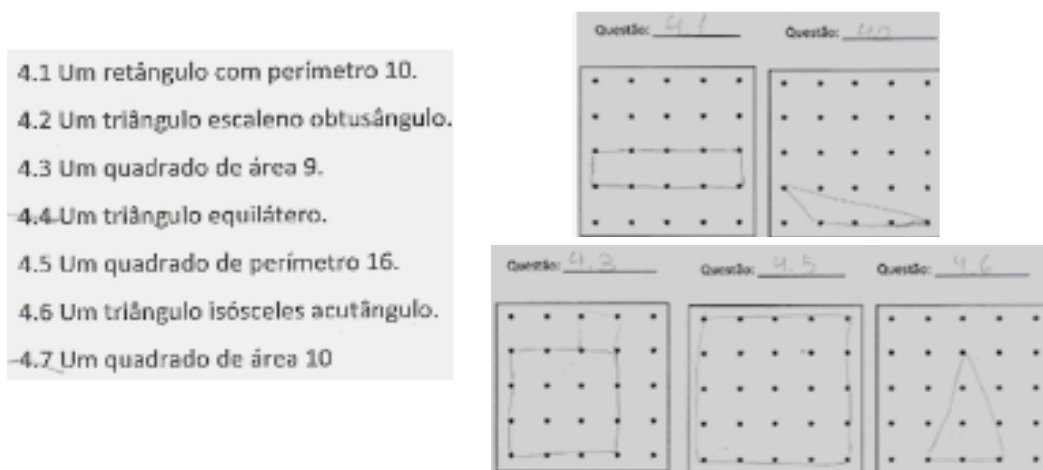 4.1 Um retângulo com perímetro 10.
4.2 Um triângulo escaleno obtusângulo.
4.3 Um quadrado de área 9.
4.4 Um triângulo equilátero.
4.5 Um quadrado de perímetro 16.
4.6 Um triângulo isósceles acutângulo.
4.7 Um quadrado de área 10
Questão: 4.1
Questão:
Questão: 4.3
Questão: 4.5
Questão: 4.6